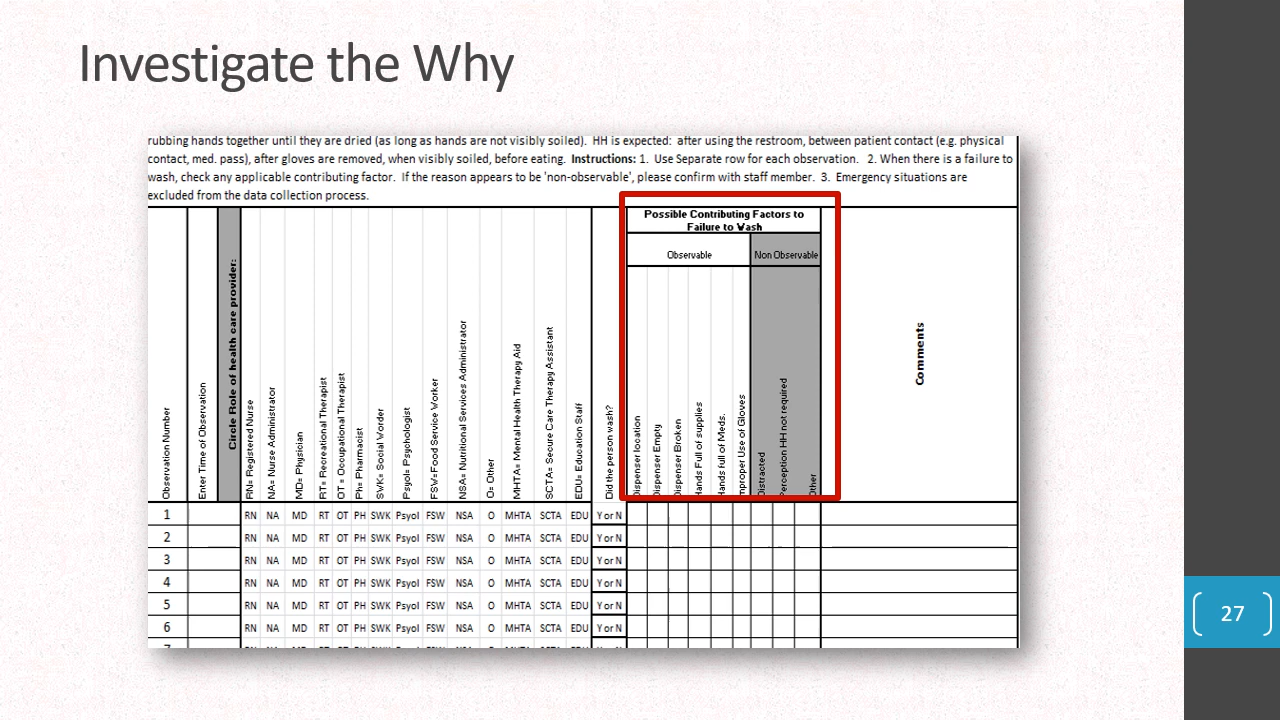 Investigate the Why
rubbing hands together until they are dried (as long as hands are not visibly soiled). HH is expected: after using the restroom, between patient contact (e.g. physical
contact, med. pass), after gloves are removed, when visibly soiled, before eating. Instructions: 1. Use Separate row for each observation. 2. When there is a failure to
wash, check any applicable contributing factor. If the reason appears to be 'non-observable', please confirm with staff member. 3. Emergency situations are
excluded from the data collection process.
Possible Contributing Factors to
Failure to Wash
Observable
Non Observable
Observation Number
Enter Time of Observation
Circle Role of health care provider:
RN= Registered Nurse
NA= Nurse Administrator
MD= Physician
RT= Recreational Therapist
OT = Occupational Therapist
Ph= Pharmacist
SWK= Social Worder
Psyol= Psychologist
FSW= Food Service Worker
NSA= Nutritional Services Administrator
O= Other
MHTA= Mental Health Therapy Aid
SCTA= Secure Care Therapy Assistant
EDU= Education Staff
Did the person wash?
Dispenser location
Dispenser Empty
Dispenser Broken
Hands Full of supplies
Hands full of Meds.
mproper Use of Gloves
Distracted
Perception HH not required
Other
Comments
1 RN NA MD RT OT PH SWK Psyol FSW NSA O MHTA SCTA EDU Y or N
2 RN NA MD RT OT PH SWK Psyol FSW NSA O MHTA SCTA EDU Y or N
3 RN NA MD RT OT PH SWK Psyol FSW NSA O MHTA SCTA EDU Y or N
4 RN NA MD RT OT PH SWK Psyol FSW NSA O MHTA SCTA EDU Y or N
5 RN NA MD RT OT PH SWK Psyol FSW NSA O MHTA SCTA EDU Y or N
6 RN NA MD RT OT PH SWK Psyol FSW NSA O MHTA SCTA EDU Y or N
27